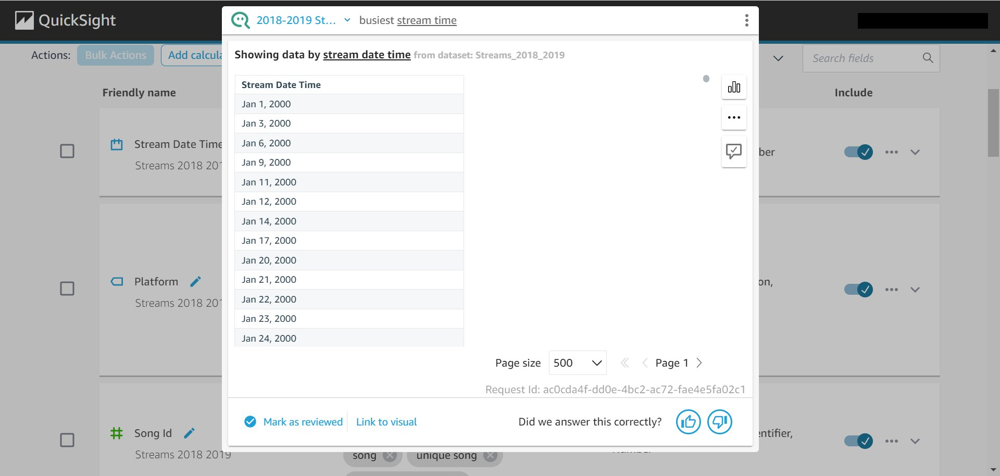 QuickSight
2018-2019 St...
busiest stream time
Actions:
Bulk Actions
Add calcula
Search fields
Showing data by stream date time from dataset: Streams_2018_2019
Friendly name
Include
Stream Date Time
Jan 1, 2000
Jan 3, 2000
Jan 6, 2000
Jan 9, 2000
Jan 11, 2000
Jan 12, 2000
Jan 14, 2000
Jan 17, 2000
Jan 20, 2000
Jan 21, 2000
Jan 22, 2000
Jan 23, 2000
Jan 24, 2000
Stream Date Time
Streams 2018 201
ber
Platform
Streams 2018 201
on,
Song Id
Streams 2018 2019
entifier,
Page size 500 Page 1
Request Id: ac0cda4f-dd0e-4bc2-ac72-fae4e5fa02c1
Mark as reviewed
Link to visual
Did we answer this correctly?
song
unique song